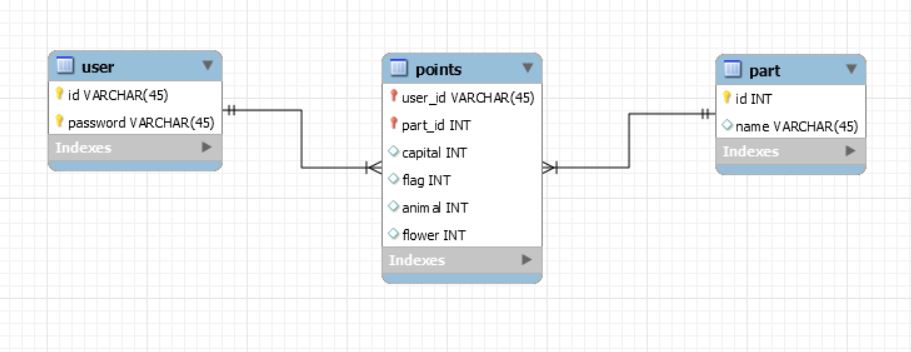 user
id VARCHAR(45)
password VARCHAR(45)
Indexes
points
user_id VARCHAR(45)
part_id INT
capital INT
flag INT
animal INT
flower INT
Indexes
part
id INT
name VARCHAR(45)
Indexes